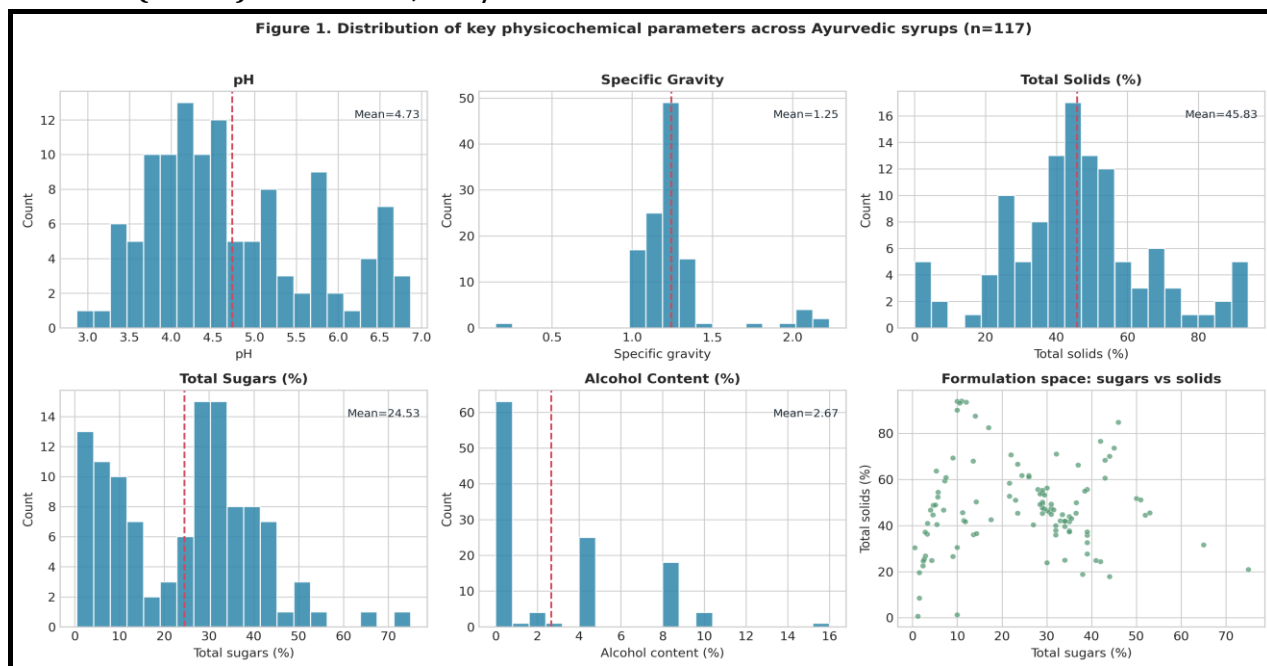 Figure 1. Distribution of key physicochemical parameters across Ayurvedic syrups (n=117)
pH
Mean=4.73
Count
12
10
8
6
4
2
0
3.0 3.5 4.0 4.5 5.0 5.5 6.0 6.5 7.0
pH
Specific Gravity
Mean=1.25
Count
50
40
30
20
10
0
0.5 1.0 1.5 2.0
Specific gravity
Total Solids (%)
Mean=45.83
Count
16
14
12
10
8
6
4
2
0
0 20 40 60 80
Total solids (%)
Total Sugars (%)
Mean=24.53
Count
14
12
10
8
6
4
2
0
0 10 20 30 40 50 60 70
Total sugars (%)
Alcohol Content (%)
Mean=2.67
Count
60
50
40
30
20
10
0
0 2 4 6 8 10 12 14 16
Alcohol content (%)
Formulation space: sugars vs solids
Total solids (%)
80
60
40
20
0
0 10 20 30 40 50 60 70
Total sugars (%)